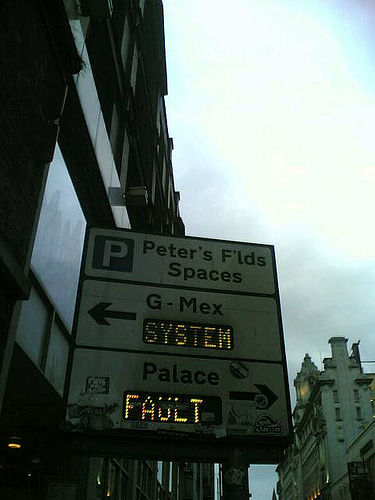 P Peter's F'lds
Spaces
G-Mex
SYSTEM
Palace
FAULT